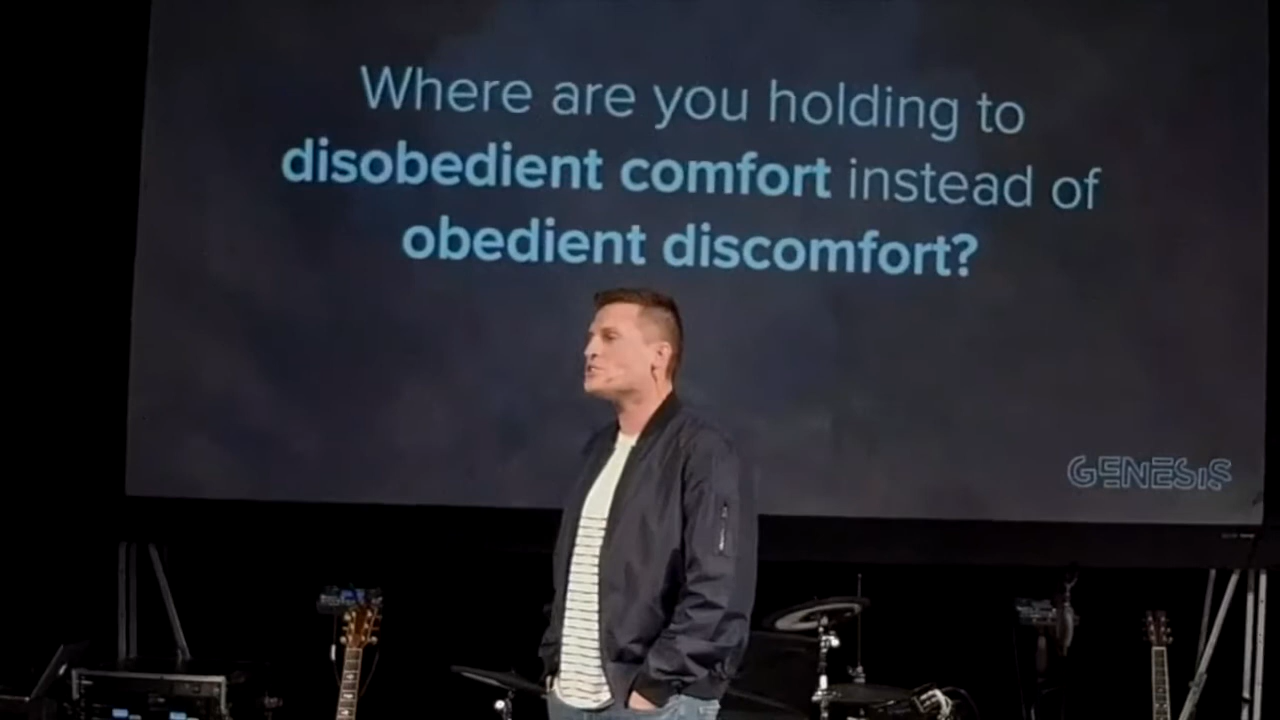 Where are you holding to
disobedient comfort instead of
obedient discomfort?
GENESIS